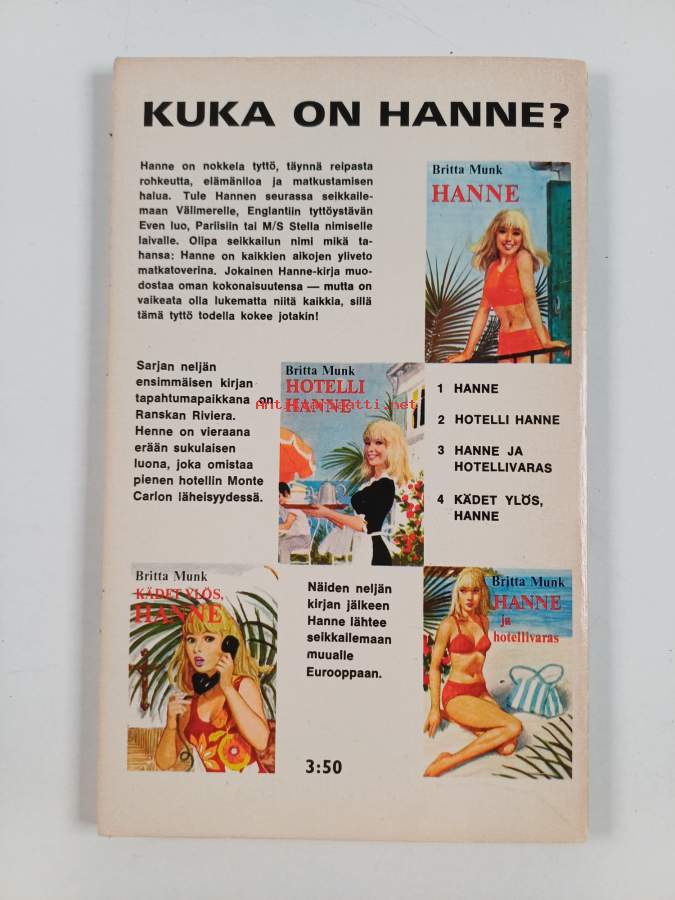 KUKA ON HANNE?
Hanne on nokkela tyttö, täynnä reipasta
rohkeutta, elämäniloa ja matkustamisen
halua. Tule Hannen seurassa seikkaile-
maan Välimerelle, Englantiin tyttöystävän
Even luo, Pariisiin tai M/S Stella nimiselle
laivalle. Olipa seikkailun nimi mikä ta-
hansa: Hanne on kaikkien aikojen yliveto
matkatoverina. Jokainen Hanne-kirja muo-
dostaa oman kokonaisuutensa — mutta on
vaikeata olla lukematta niitä kaikkia, sillä
tämä tyttö todella kokee jotakin!
Britta Munk
HANNE
Sarjan neljän
ensimmäisen kirjan
tapahtumapaikkana on
Ranskan Riviera.
Henne on vieraana
erään sukulaisen
luona, joka omistaa
pienen hotellin Monte
Carlon läheisyydessä.
Britta Munk
HOTELLI
HANNE
Antikvariaatti.net
1 HANNE
2 HOTELLI HANNE
3 HANNE JA
HOTELLIVARAS
4 KÄDET YLÖS,
HANNE
Britta Munk
KÄDET YLÖS,
HANNE
Näiden neljän
kirjan jälkeen
Hanne lähtee
seikkailemaan
muualle
Eurooppaan.
Britta Munk
HANNE
ja
hotellivaras
3:50